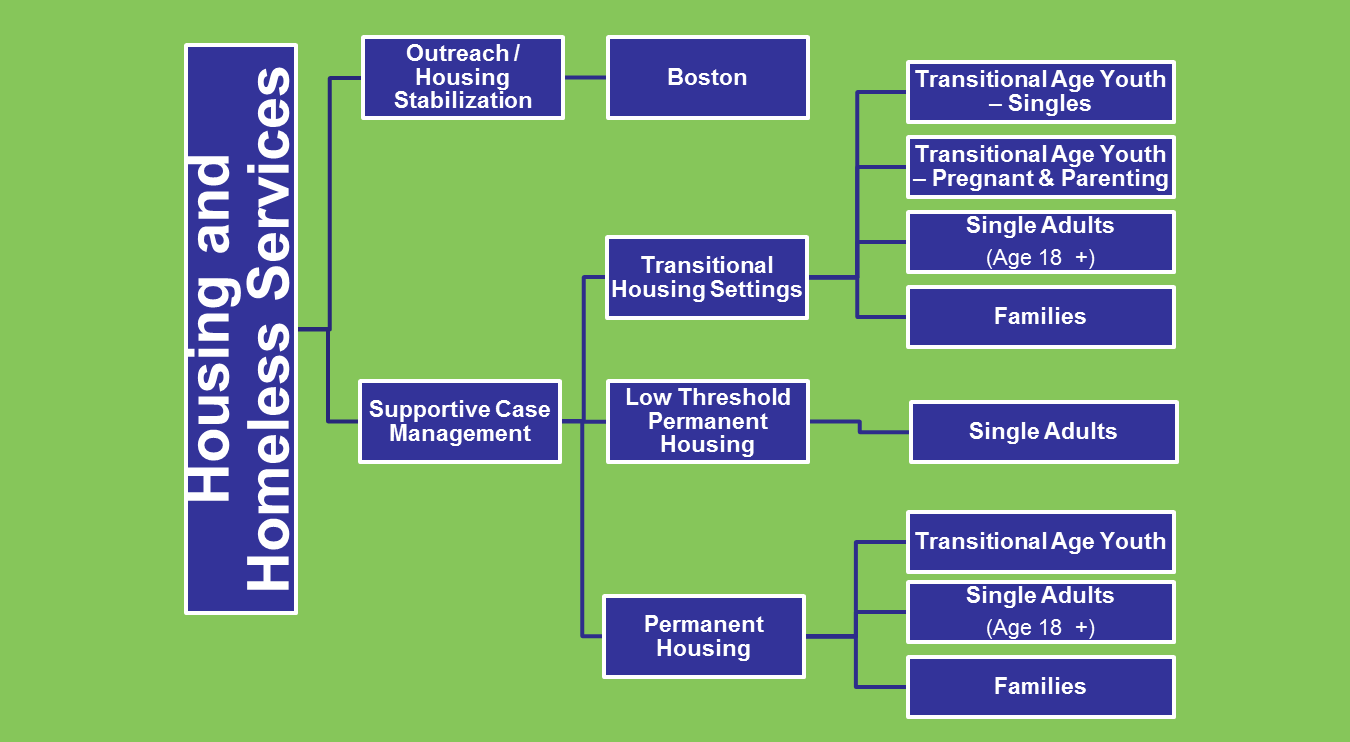 Housing and
Homeless Services
Outreach /
Housing
Stabilization
Boston
Supportive Case
Management
Transitional
Housing Settings
Transitional Age Youth
– Singles
Transitional Age Youth
– Pregnant & Parenting
Single Adults
(Age 18 +)
Families
Low Threshold
Permanent
Housing
Single Adults
Permanent
Housing
Transitional Age Youth
Single Adults
(Age 18 +)
Families